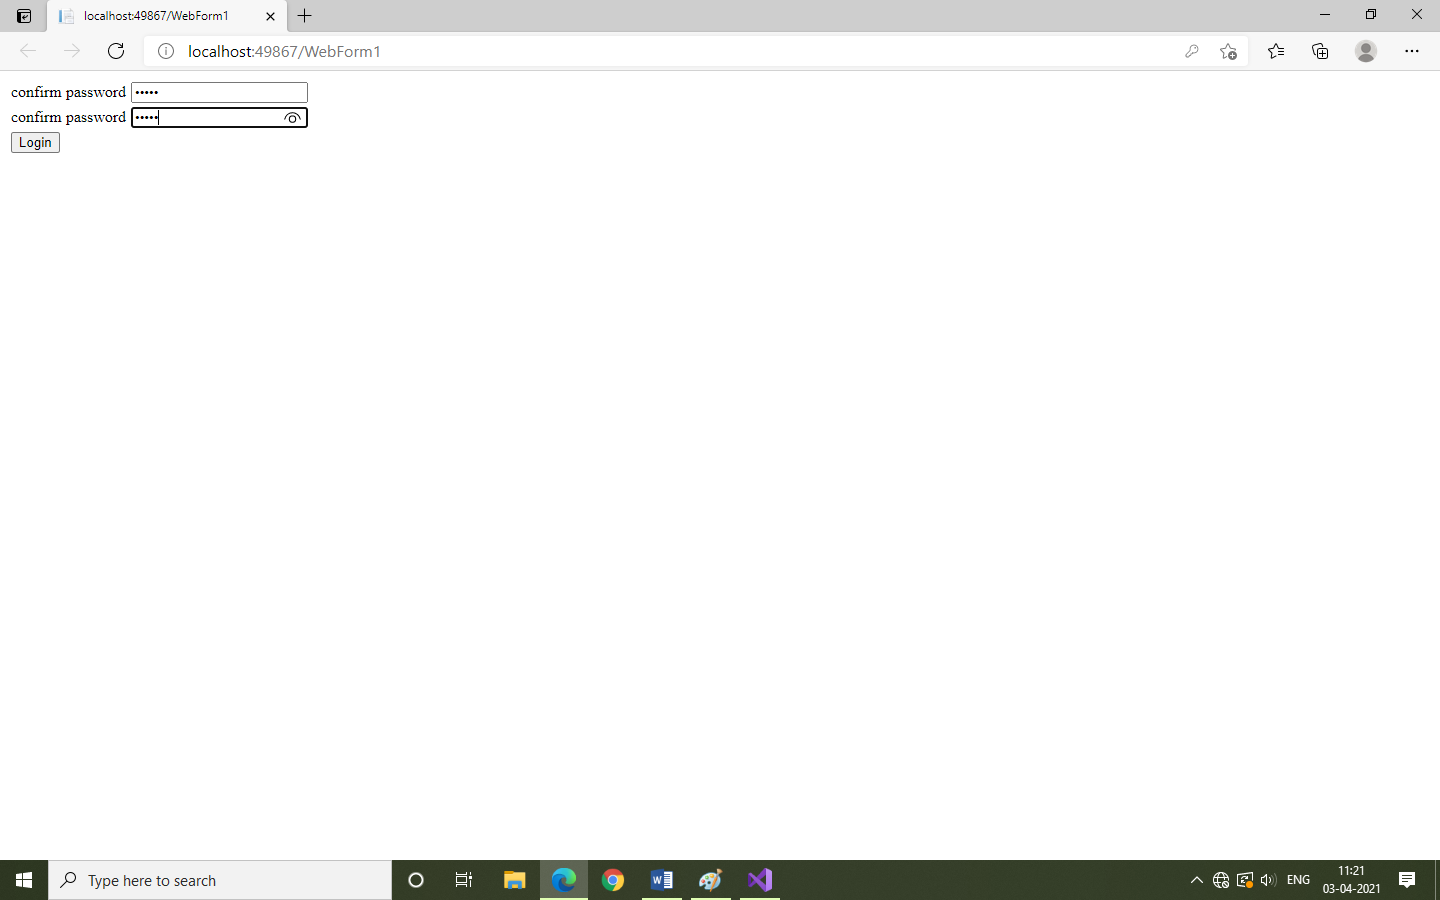 localhost:49867/WebForm1
localhost:49867/WebForm1
confirm password •••••
confirm password •••••
Login
Type here to search
ENG
11:21
03-04-2021